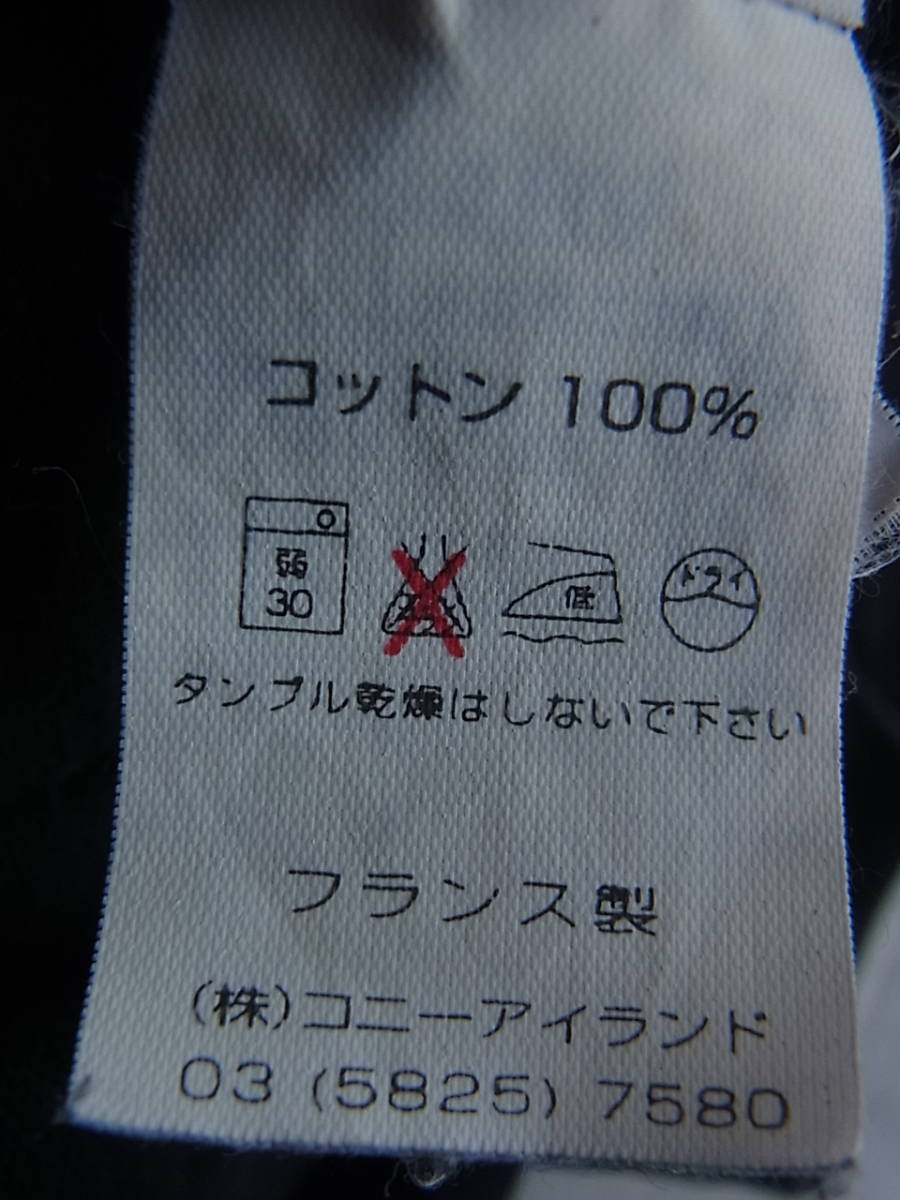 コットン 100%
弱
30
低
ドライ
タンブル乾燥はしないで下さい
フランス製
(株)コニーアイランド
03 (5825) 7580